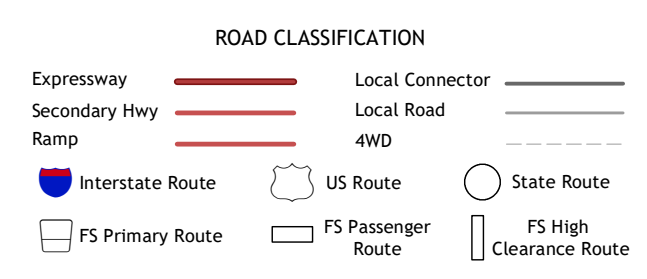 ROAD CLASSIFICATION
Expressway
Local Connector
Secondary Hwy
Local Road
Ramp
4WD
Interstate Route
US Route
State Route
FS Primary Route
FS Passenger
Route
FS High
Clearance Route